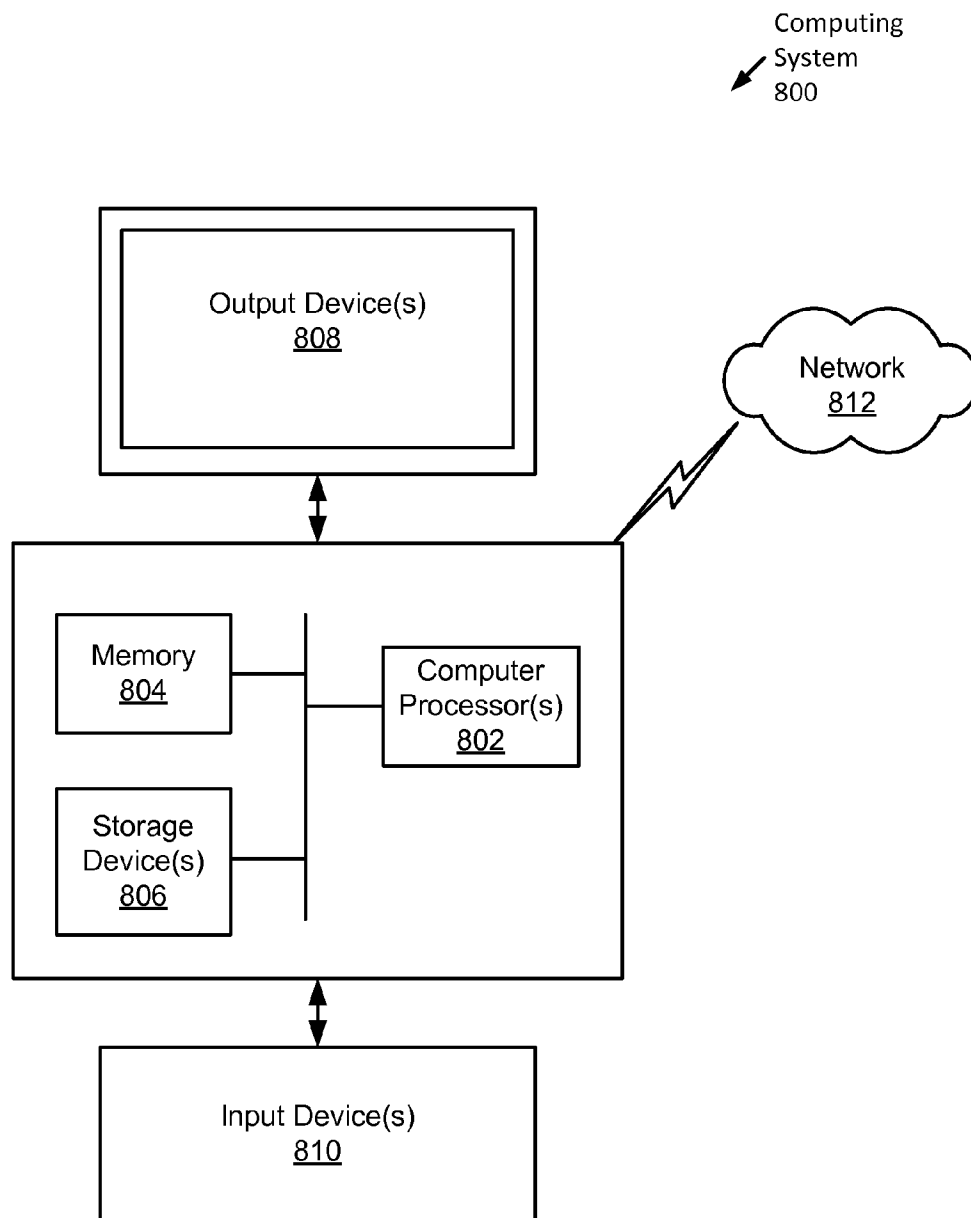 Computing
System
800
Output Device(s)
808
Network
812
Memory
804
Computer
Processor(s)
802
Storage
Device(s)
806
Input Device(s)
810